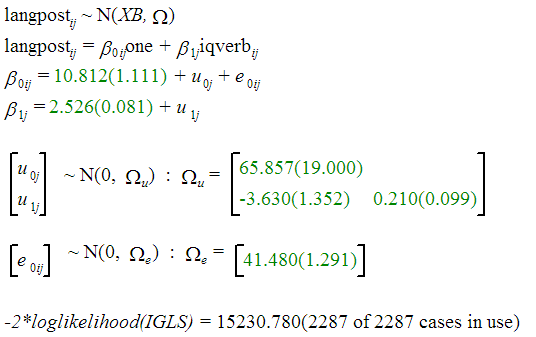 langpost_ij ~ N(XB, Ω)
langpost_ij = β_0ij one + β_1j iqverb_ij
β_0ij = 10.812(1.111) + u_0j + e_0ij
β_1j = 2.526(0.081) + u_1j
[u_0j u_1j] ~ N(0, Ω_u) : Ω_u = [65.857(19.000)
-3.630(1.352) 0.210(0.099)]
[e_0ij] ~ N(0, Ω_e) : Ω_e = [41.480(1.291)]
-2*loglikelihood(IGLS) = 15230.780(2287 of 2287 cases in use)